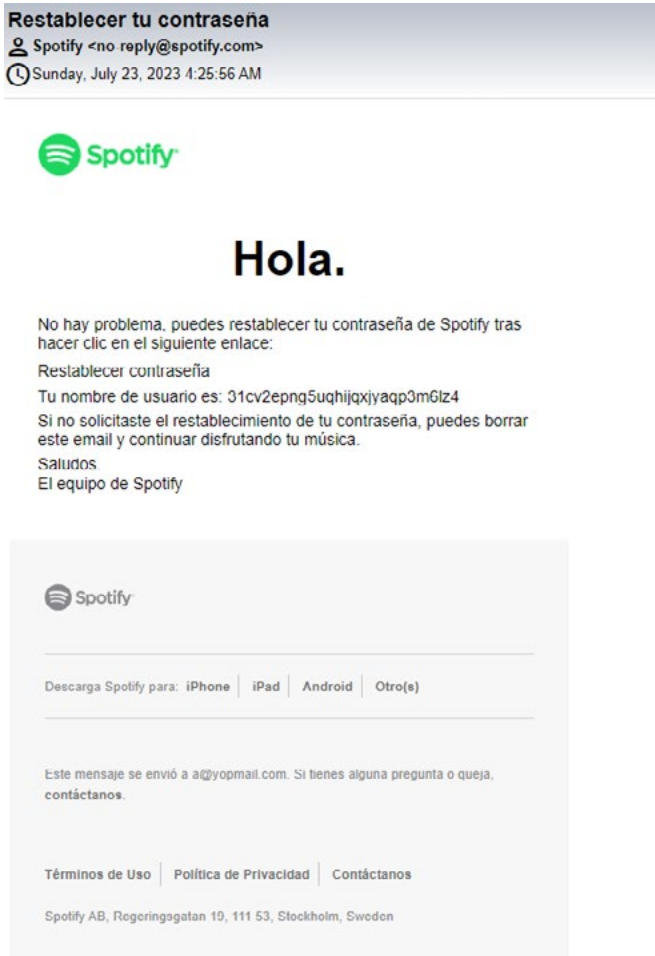 Restablecer tu contraseña
Spotify <no-reply@spotify.com>
Sunday, July 23, 2023 4:25:56 AM
Spotify
Hola.
No hay problema, puedes restablecer tu contraseña de Spotify tras
hacer clic en el siguiente enlace:
Restablecer contraseña
Tu nombre de usuario es: 31cv2epng5uqhijqxjyaqp3m6lz4
Si no solicitaste el restablecimiento de tu contraseña, puedes borrar
este email y continuar disfrutando tu música.
Saludos.
El equipo de Spotify
Spotify
Descarga Spotify para: iPhone | iPad | Android | Otro(s)
Este mensaje se envió a a@yopmail.com. Si tienes alguna pregunta o queja,
contáctanos.
Términos de Uso | Política de Privacidad | Contáctanos
Spotify AB, Regeringsgatan 19, 111 53, Stockholm, Sweden